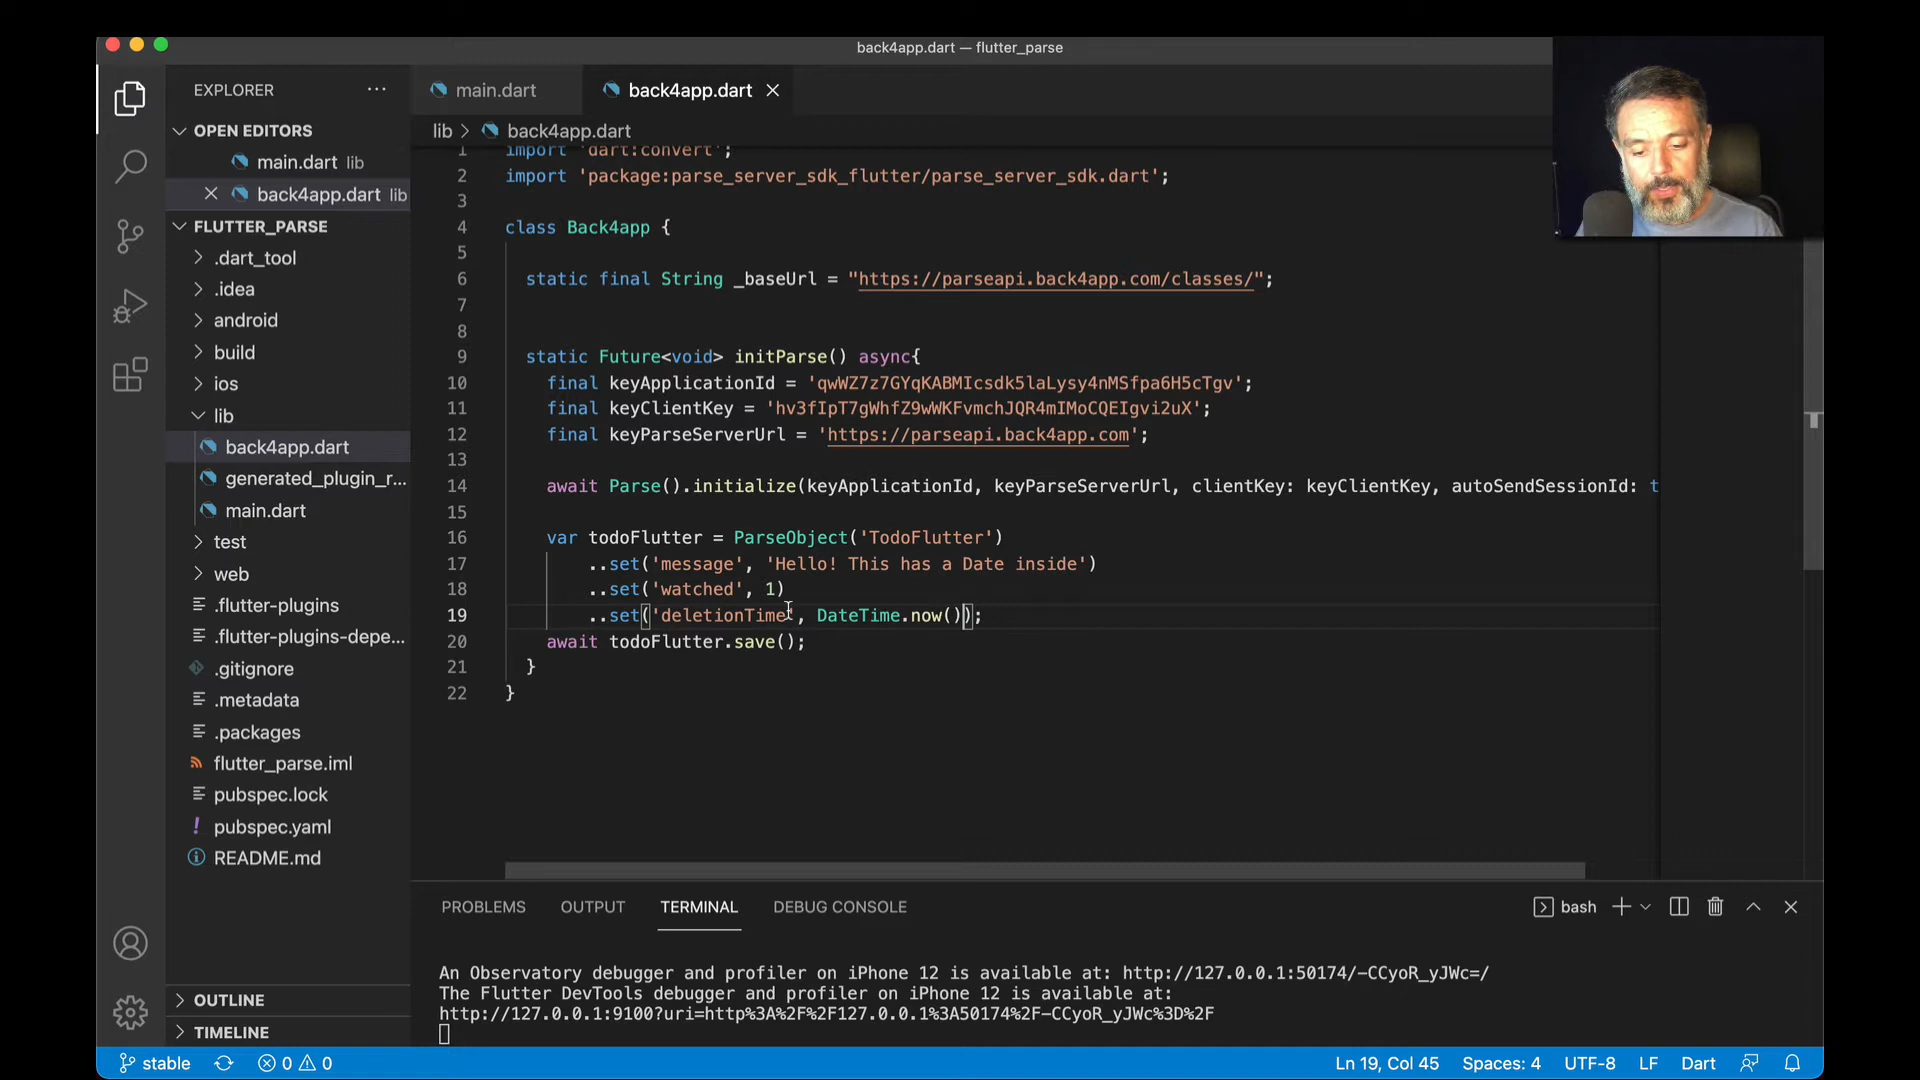 back4app.dart — flutter_parse
EXPLORER
main.dart
back4app.dart
OPEN EDITORS
main.dart lib
back4app.dart lib
FLUTTER_PARSE
.dart_tool
.idea
android
build
ios
lib
back4app.dart
generated_plugin_r...
main.dart
test
web
.flutter-plugins
.flutter-plugins-depe...
.gitignore
.metadata
.packages
flutter_parse.iml
pubspec.lock
pubspec.yaml
README.md
OUTLINE
TIMELINE
lib > back4app.dart
1 import 'dart:convert';
2 import 'package:parse_server_sdk_flutter/parse_server_sdk.dart';
3
4 class Back4app {
5
6 static final String _baseUrl = "https://parseapi.back4app.com/classes/";
7
8
9 static Future<void> initParse() async{
10 final keyApplicationId = 'qwWZ7z7GYqKABMIcsdk5laLysy4nMSfpa6H5cTgv';
11 final keyClientKey = 'hv3fIpT7gWhfZ9wWKFvmchJQR4mIMoCQEIgvi2uX';
12 final keyParseServerUrl = 'https://parseapi.back4app.com';
13
14 await Parse().initialize(keyApplicationId, keyParseServerUrl, clientKey: keyClientKey, autoSendSessionId: t
15
16 var todoFlutter = ParseObject('TodoFlutter')
17 ..set('message', 'Hello! This has a Date inside')
18 ..set('watched', 1)
19 ..set('deletionTime', DateTime.now());
20 await todoFlutter.save();
21 }
22 }
PROBLEMS OUTPUT TERMINAL DEBUG CONSOLE
bash
An Observatory debugger and profiler on iPhone 12 is available at: http://127.0.0.1:50174/-CCyoR_yJWc=/
The Flutter DevTools debugger and profiler on iPhone 12 is available at:
http://127.0.0.1:9100?uri=http%3A%2F%2F127.0.0.1%3A50174%2F-CCyoR_yJWc%3D%2F
stable 0 0
Ln 19, Col 45 Spaces: 4 UTF-8 LF Dart